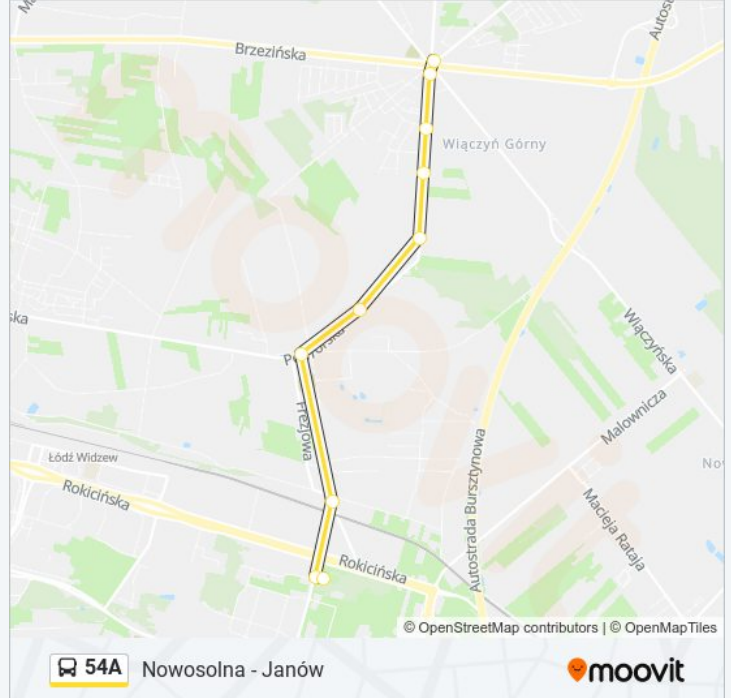 Brzezińska
Wiączyń Górny
Wiączyńska
Malownicza
Frezjowa
Łódź Widzew
Rokicińska
Autostrada Bursztynowa
Macieja Rataja
Rokicińska
© OpenStreetMap contributors | © OpenMapTiles
54A Nowosolna - Janów
moovit